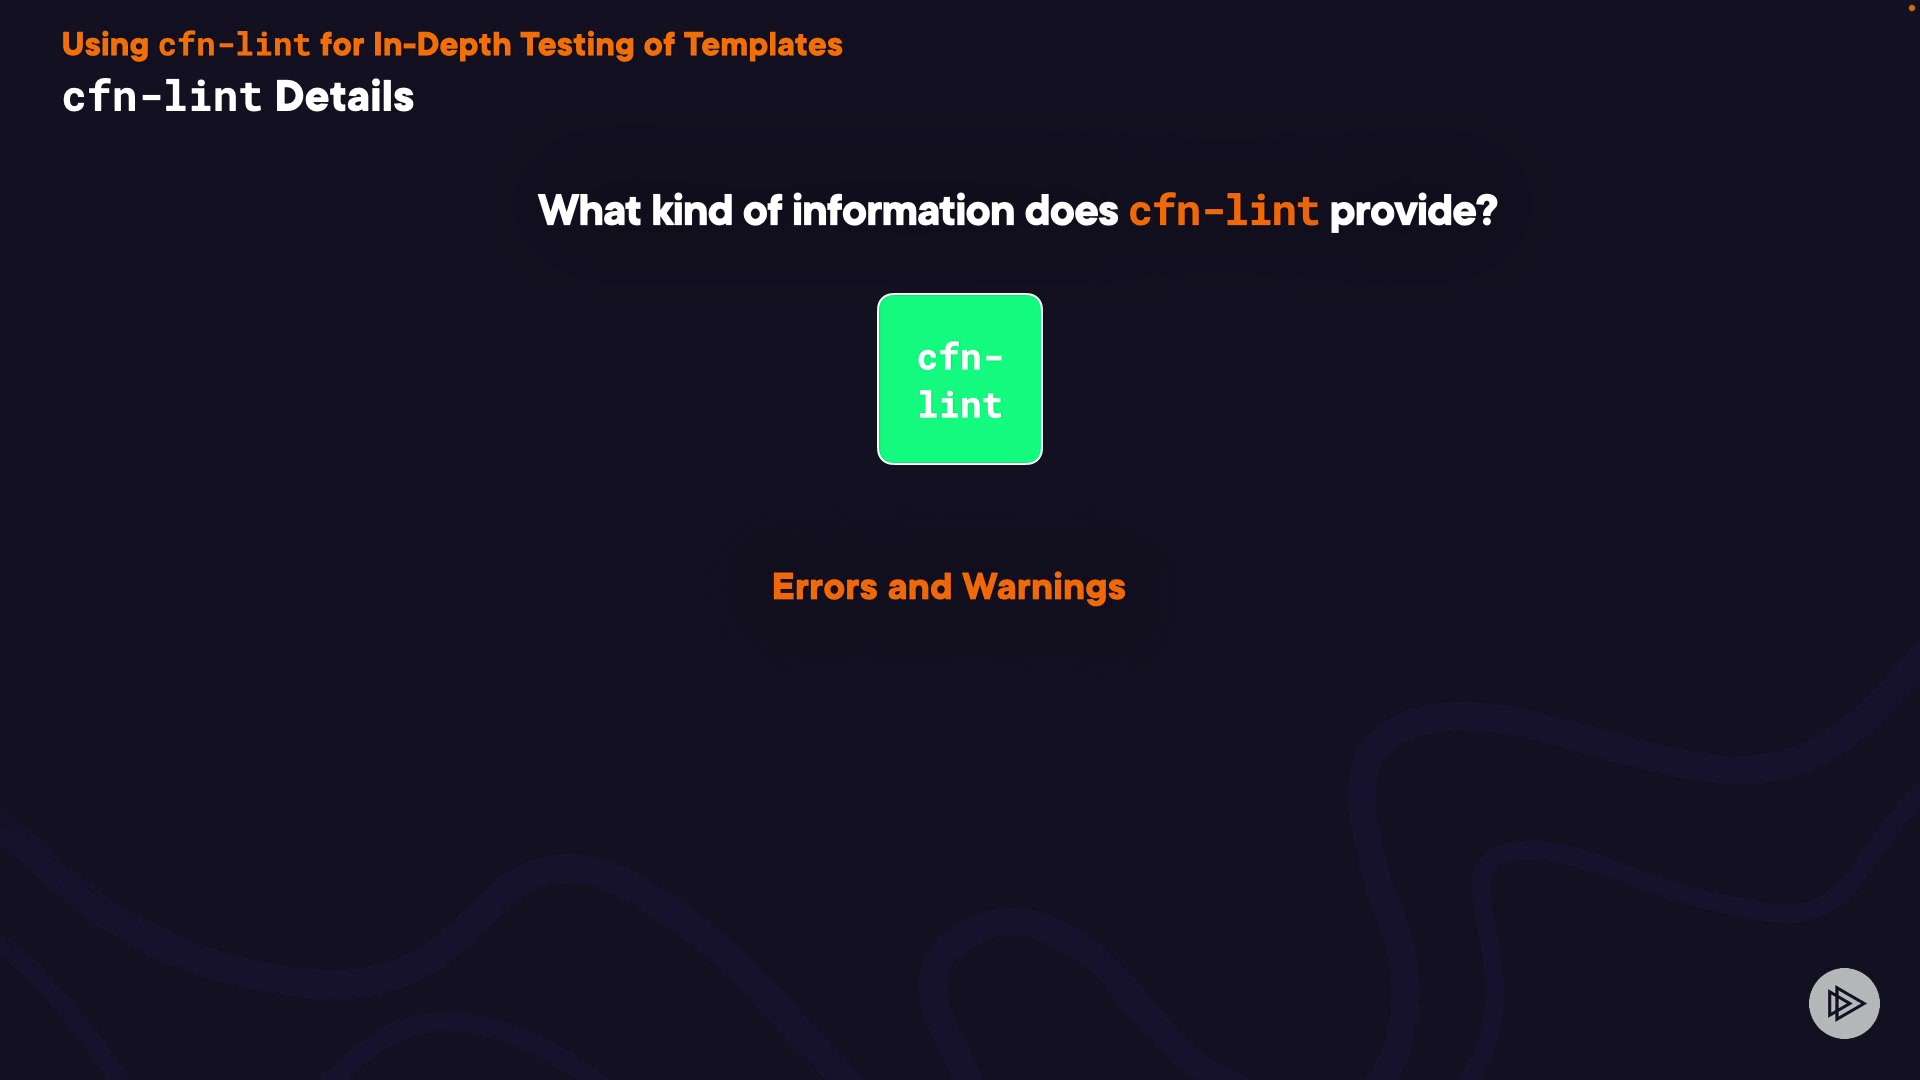 Using cfn-lint for In-Depth Testing of Templates
cfn-lint Details
What kind of information does cfn-lint provide?
cfn-
lint
Errors and Warnings